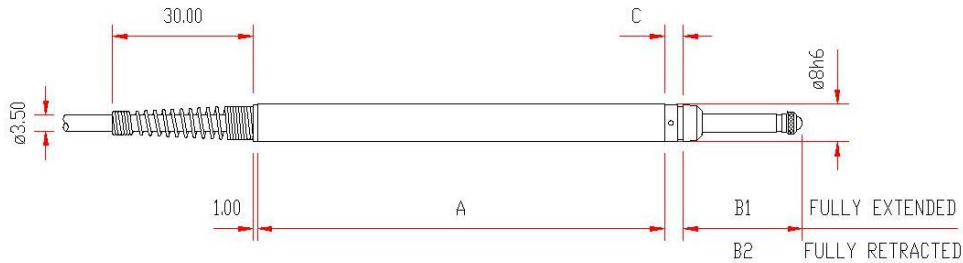 30.00
C
ø3.50
ø8h6
1.00
A
B1 FULLY EXTENDED
B2 FULLY RETRACTED